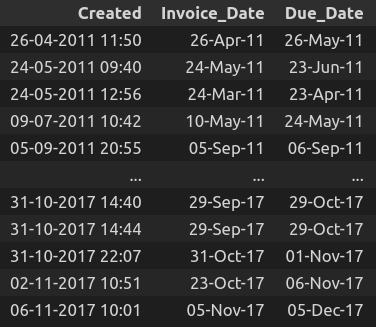 Created Invoice_Date Due_Date
26-04-2011 11:50 26-Apr-11 26-May-11
24-05-2011 09:40 24-May-11 23-Jun-11
24-05-2011 12:56 24-Mar-11 23-Apr-11
09-07-2011 10:42 10-May-11 24-May-11
05-09-2011 20:55 05-Sep-11 06-Sep-11
... ... ...
31-10-2017 14:40 29-Sep-17 29-Oct-17
31-10-2017 14:44 29-Sep-17 29-Oct-17
31-10-2017 22:07 31-Oct-17 01-Nov-17
02-11-2017 10:51 23-Oct-17 06-Nov-17
06-11-2017 10:01 05-Nov-17 05-Dec-17